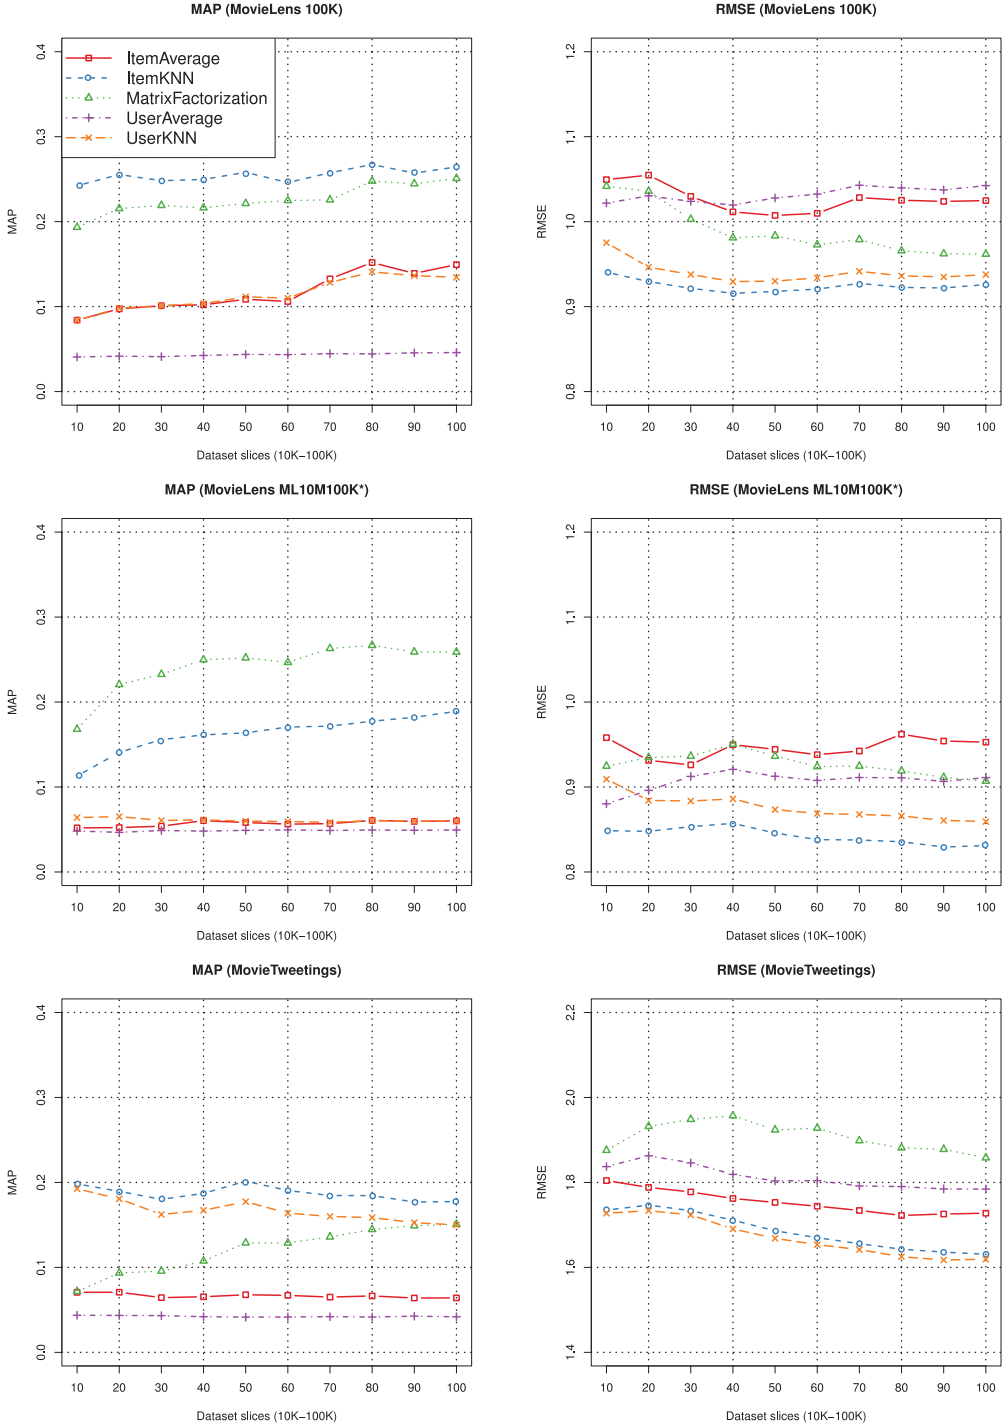 MAP (MovieLens 100K)
MAP
0.0
0.1
0.2
0.3
0.4
ItemAverage
ItemKNN
MatrixFactorization
UserAverage
UserKNN
10 20 30 40 50 60 70 80 90 100
Dataset slices (10K−100K)
RMSE (MovieLens 100K)
RMSE
0.8
0.9
1.0
1.1
1.2
10 20 30 40 50 60 70 80 90 100
Dataset slices (10K−100K)
MAP (MovieLens ML10M100K*)
MAP
0.0
0.1
0.2
0.3
0.4
10 20 30 40 50 60 70 80 90 100
Dataset slices (10K−100K)
RMSE (MovieLens ML10M100K*)
RMSE
0.8
0.9
1.0
1.1
1.2
10 20 30 40 50 60 70 80 90 100
Dataset slices (10K−100K)
MAP (MovieTweetings)
MAP
0.0
0.1
0.2
0.3
0.4
10 20 30 40 50 60 70 80 90 100
Dataset slices (10K−100K)
RMSE (MovieTweetings)
RMSE
1.4
1.6
1.8
2.0
2.2
10 20 30 40 50 60 70 80 90 100
Dataset slices (10K−100K)